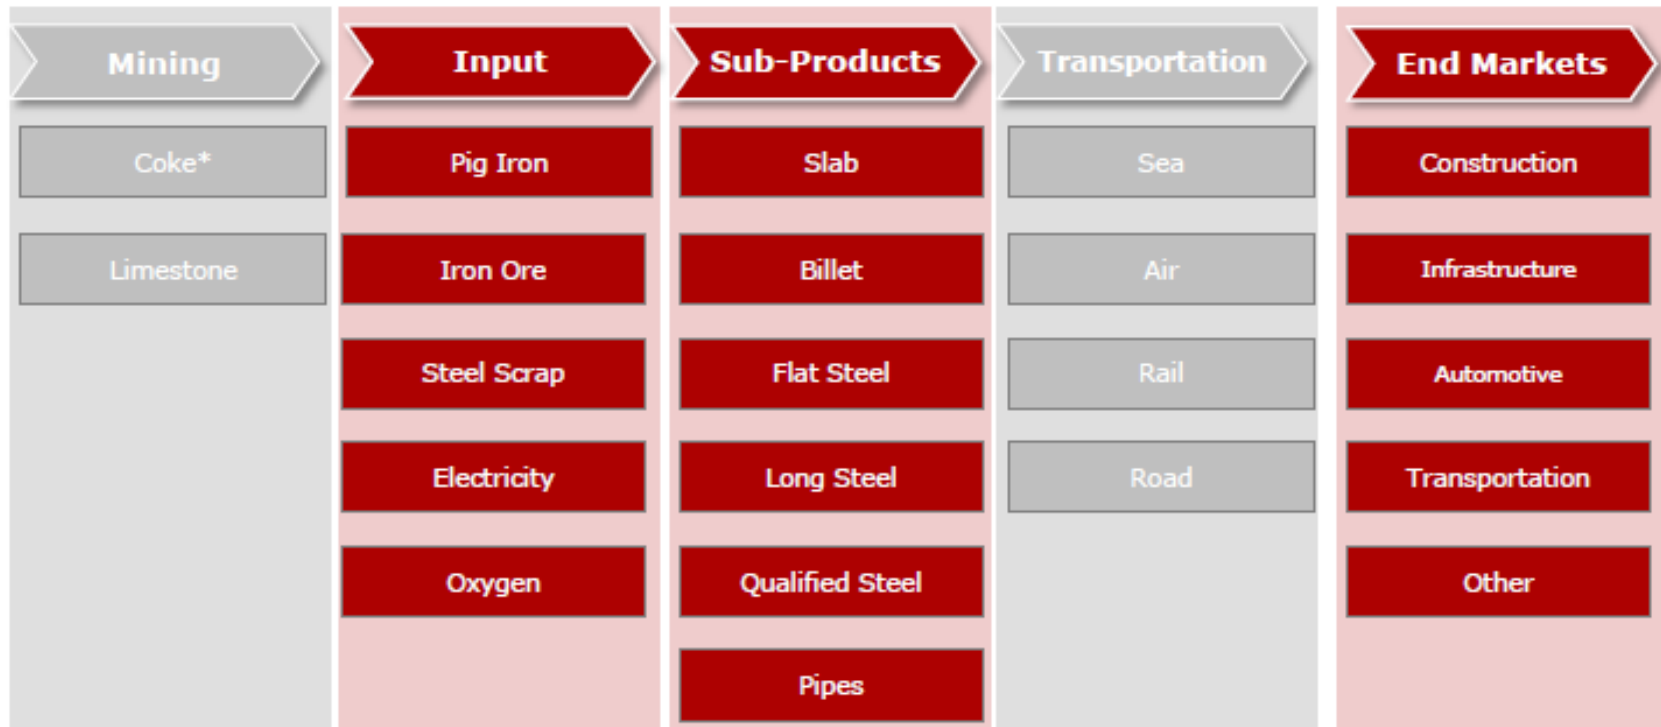 Mining
Input
Sub-Products
Transportation
End Markets
Coke*
Pig Iron
Slab
Sea
Construction
Limestone
Iron Ore
Billet
Air
Infrastructure
Steel Scrap
Flat Steel
Rail
Automotive
Electricity
Long Steel
Road
Transportation
Oxygen
Qualified Steel
Other
Pipes